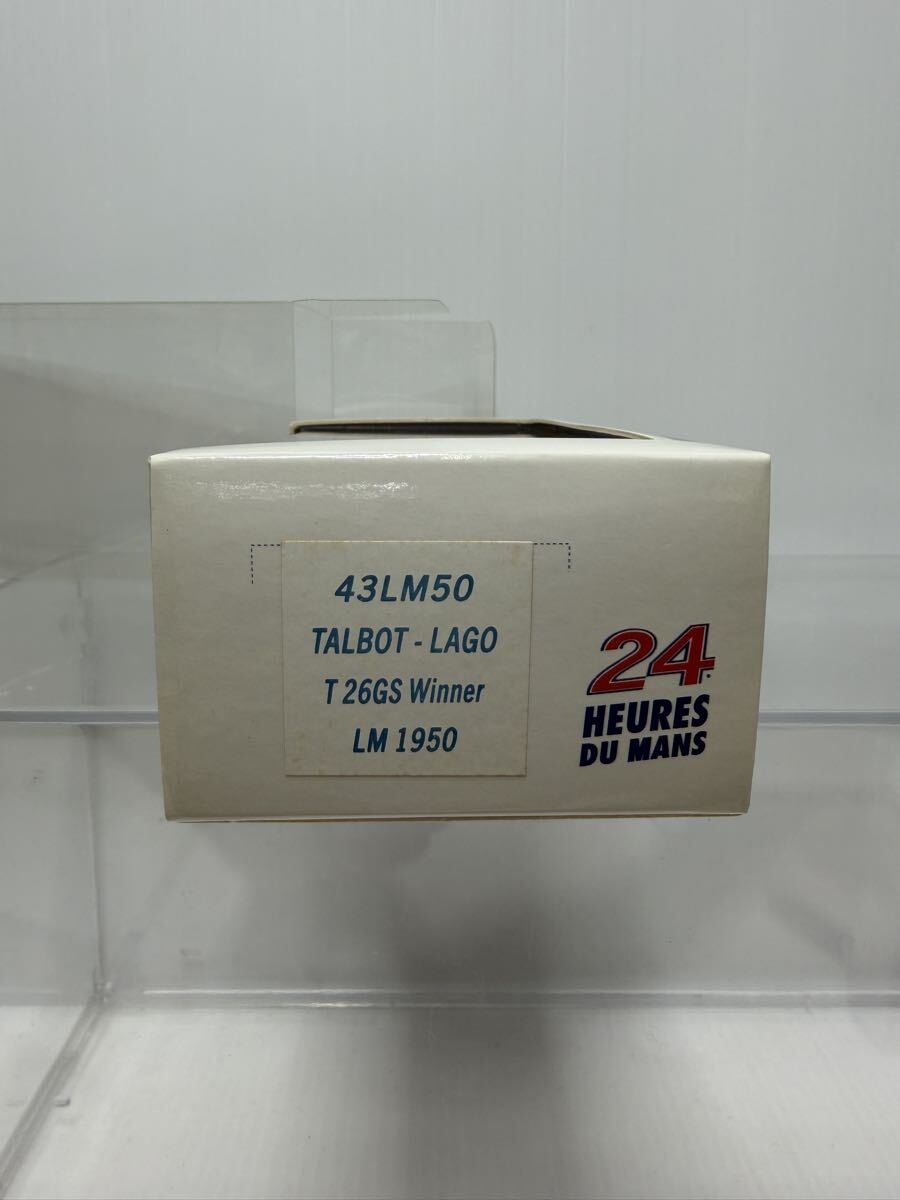 43LM50
TALBOT - LAGO
T 26GS Winner
LM 1950
24
HEURES
DU MANS